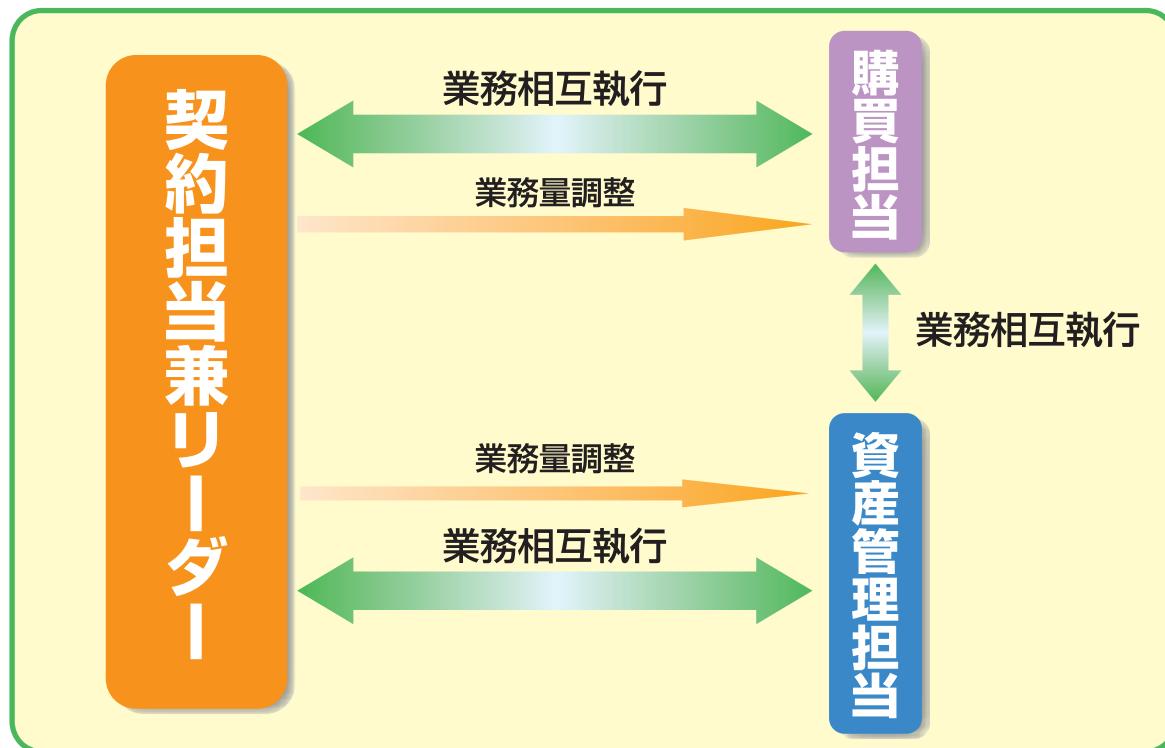 契約担当兼リーダー
業務相互執行
業務量調整
購買担当
業務相互執行
業務量調整
業務相互執行
資産管理担当